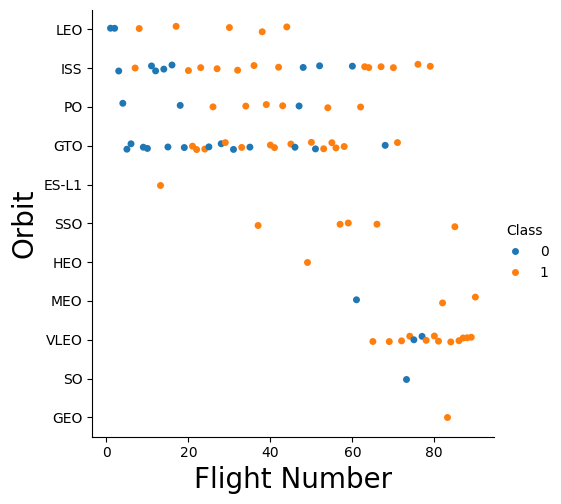 LEO
ISS
PO
GTO
ES-L1
SSO
HEO
MEO
VLEO
SO
GEO
Orbit
0 20 40 60 80
Flight Number
Class
0
1